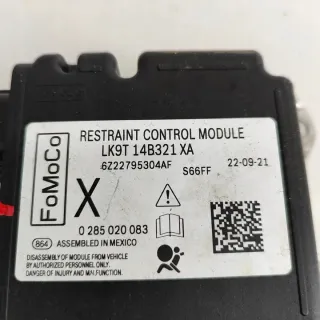 RESTRAINT CONTROL MODULE
LK9T 14B321 XA
6Z22795304AF S66FF 22-09-21
FoMoCo
X
0 285 020 083
864 ASSEMBLED IN MEXICO
DISASSEMBLY OF MODULE FROM VEHICLE
BY AUTHORIZED PERSONNEL ONLY.
DANGER OF INJURY AND MALFUNCTION.